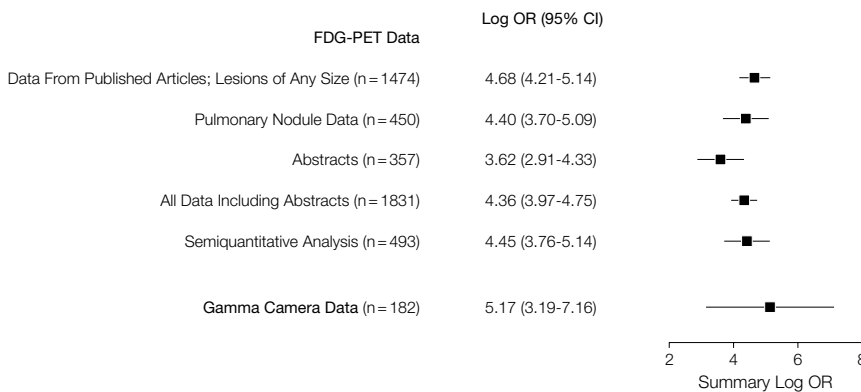 Log OR (95% CI)
FDG-PET Data
Data From Published Articles; Lesions of Any Size (n=1474) 4.68 (4.21-5.14)
Pulmonary Nodule Data (n=450) 4.40 (3.70-5.09)
Abstracts (n=357) 3.62 (2.91-4.33)
All Data Including Abstracts (n=1831) 4.36 (3.97-4.75)
Semiquantitative Analysis (n=493) 4.45 (3.76-5.14)
Gamma Camera Data (n=182) 5.17 (3.19-7.16)
2 4 6 8
Summary Log OR